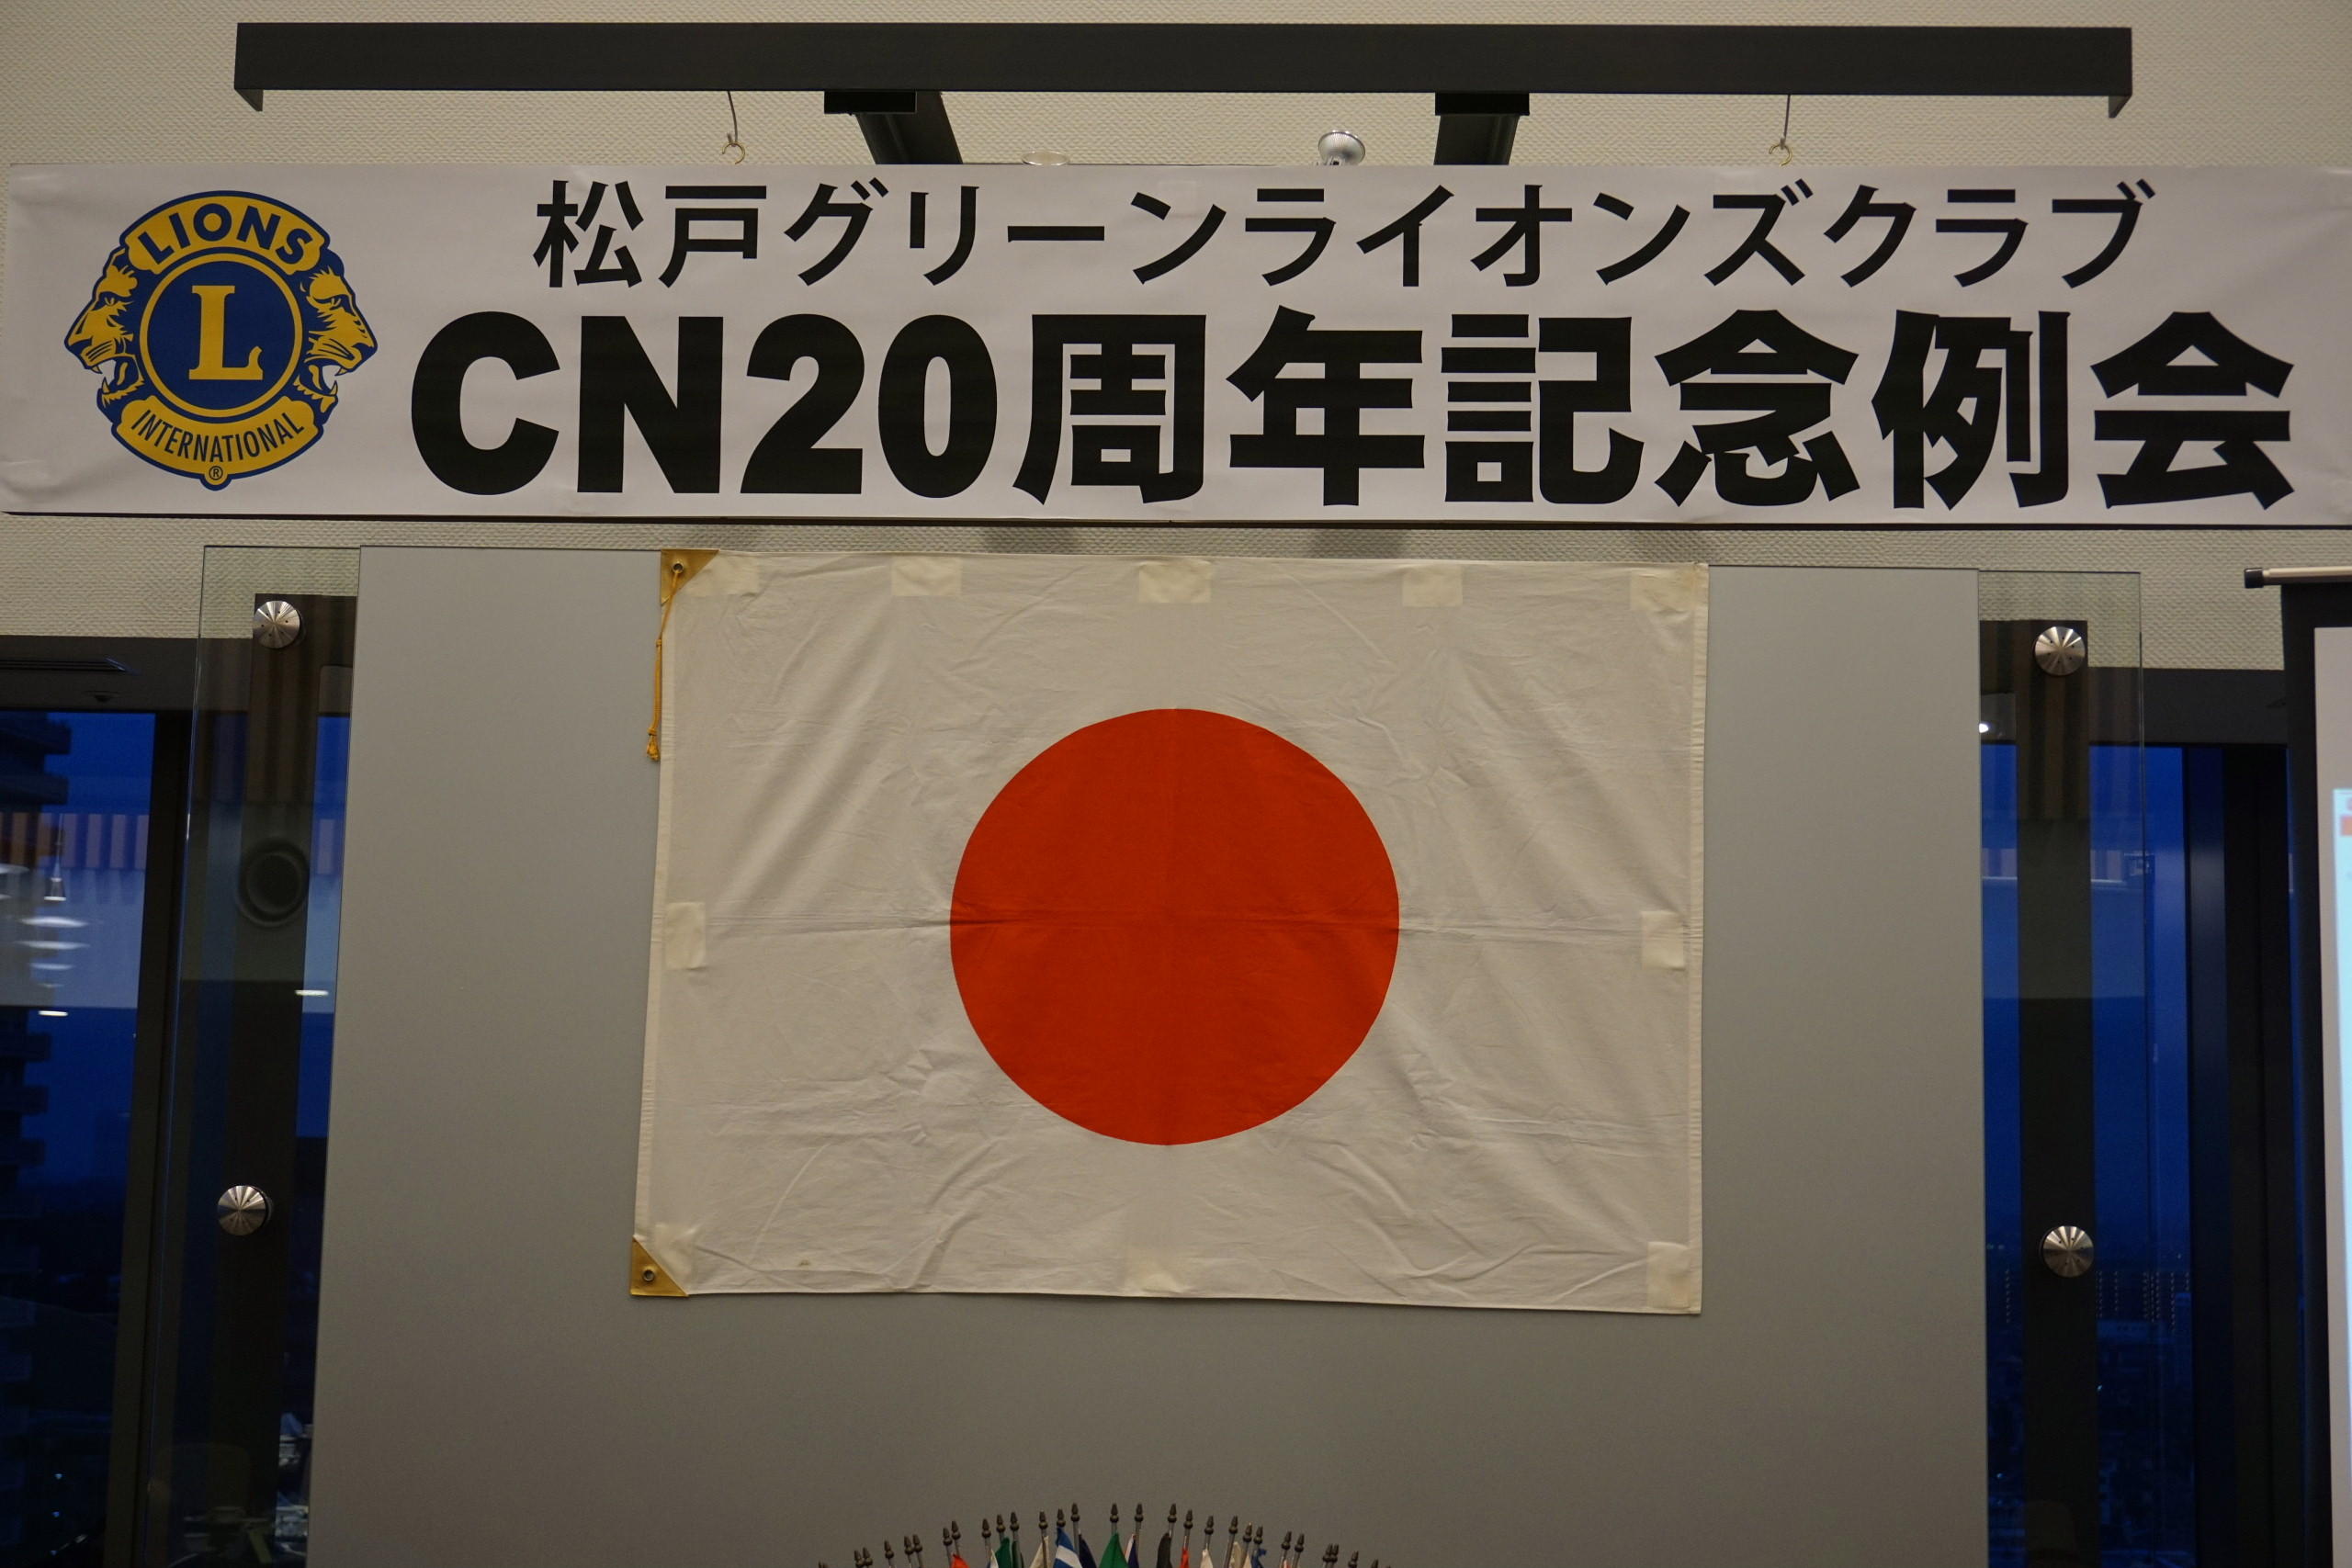 松戸グリーンライオンズクラブ
CN20周年記念例会
LIONS
L
INTERNATIONAL
®